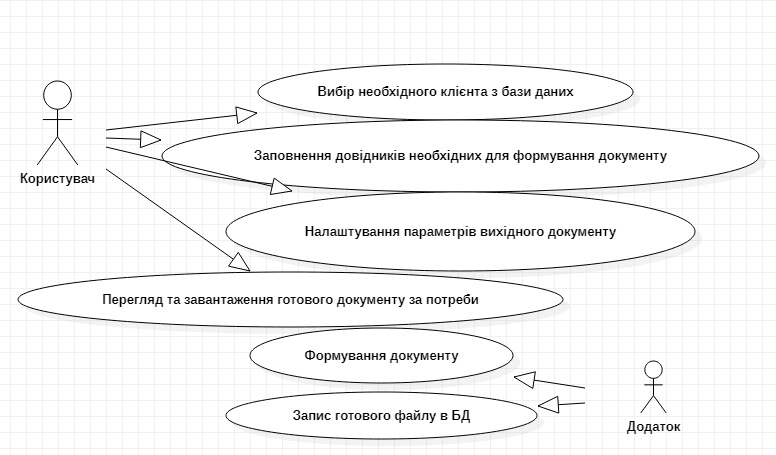 Вибір необхідного клієнта з бази даних
Заповнення довідників необхідних для формування документу
Користувач
Налаштування параметрів вихідного документу
Перегляд та завантаження готового документу за потреби
Формування документу
Запис готового файлу в БД
Додаток